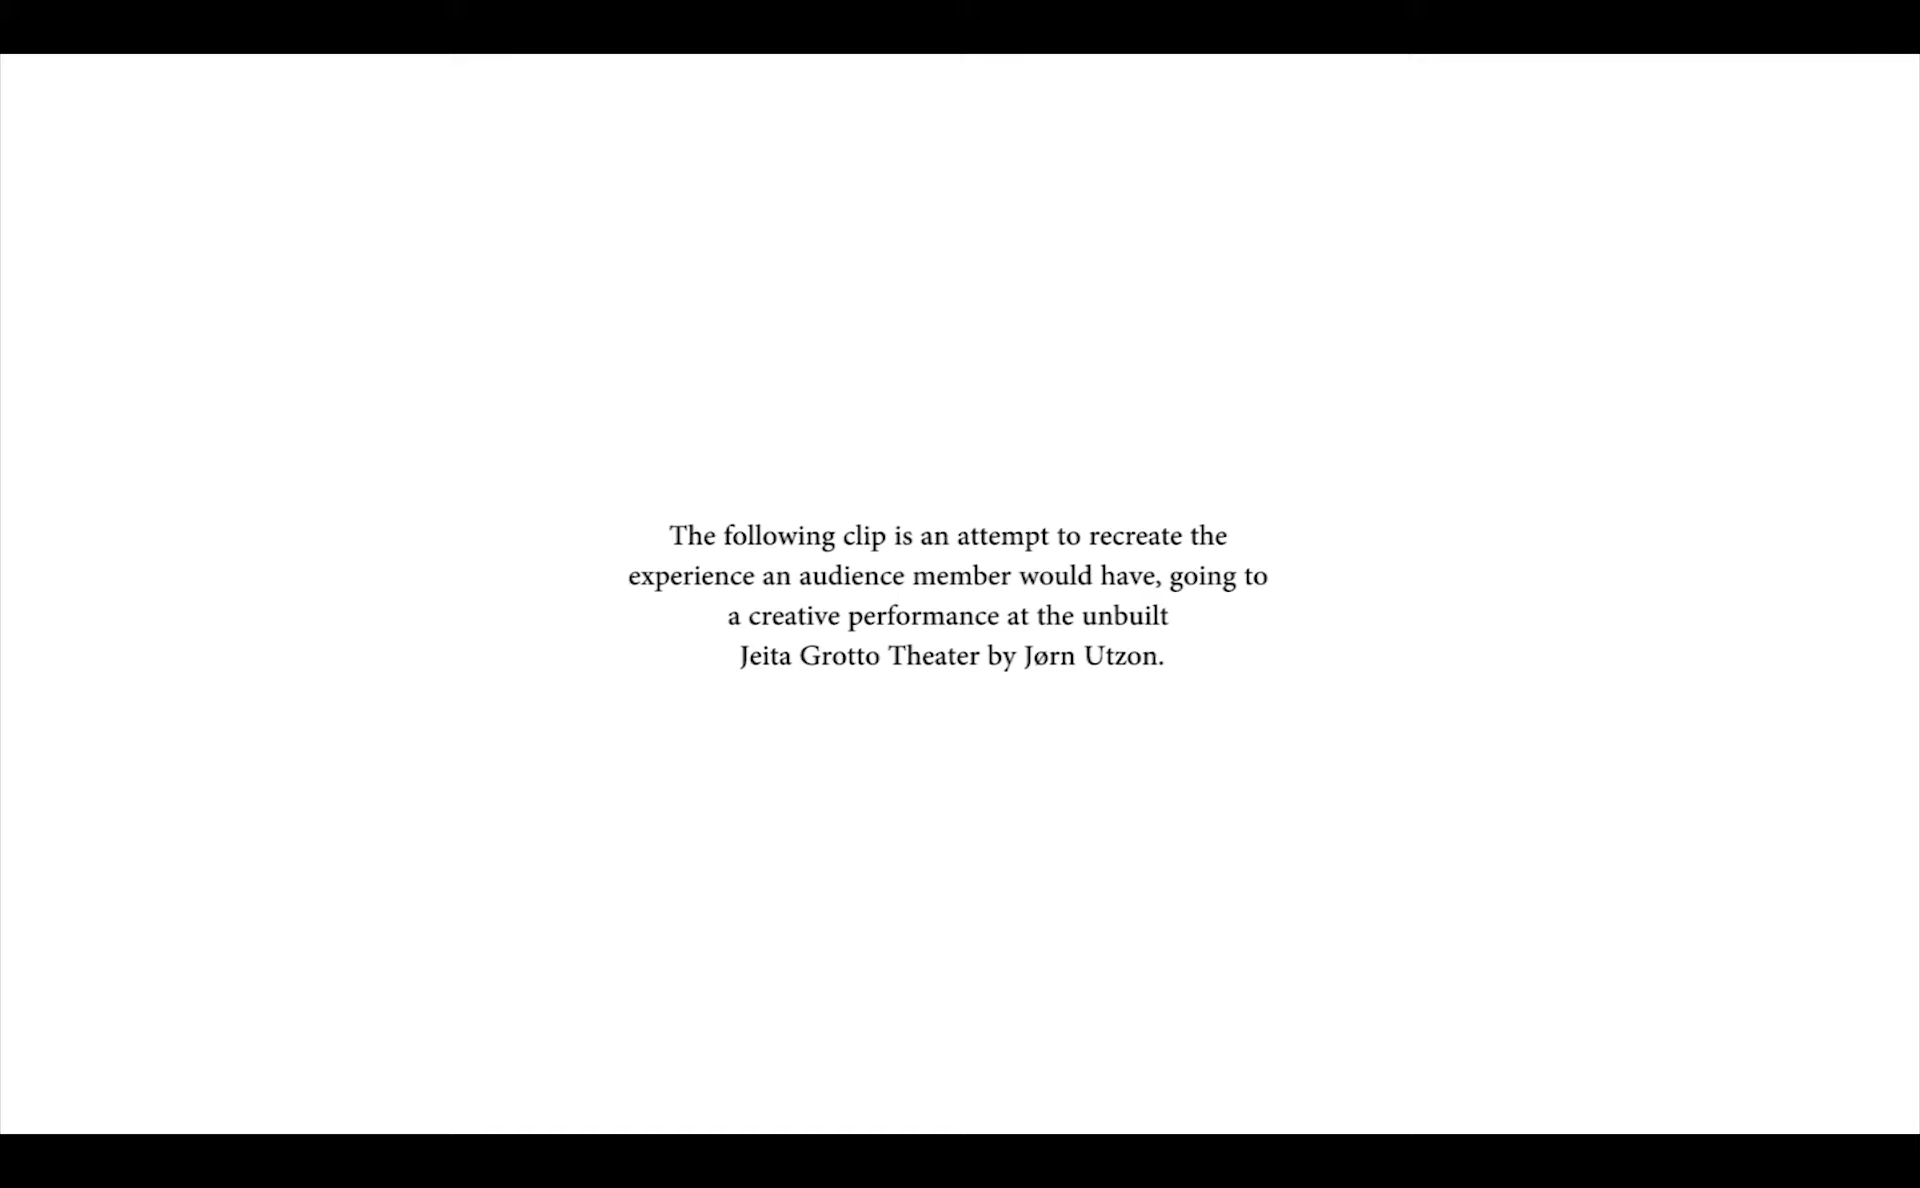 The following clip is an attempt to recreate the
experience an audience member would have, going to
a creative performance at the unbuilt
Jeita Grotto Theater by Jørn Utzon.